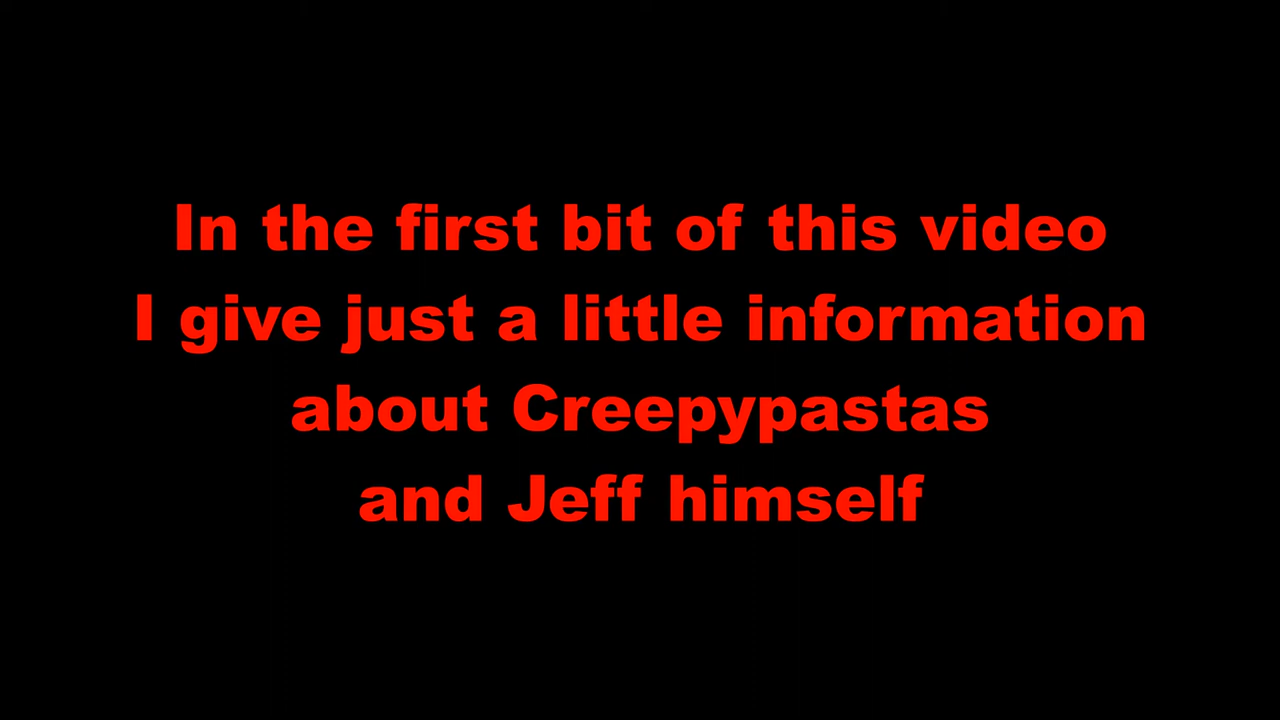 In the first bit of this video
I give just a little information
about Creepypastas
and Jeff himself